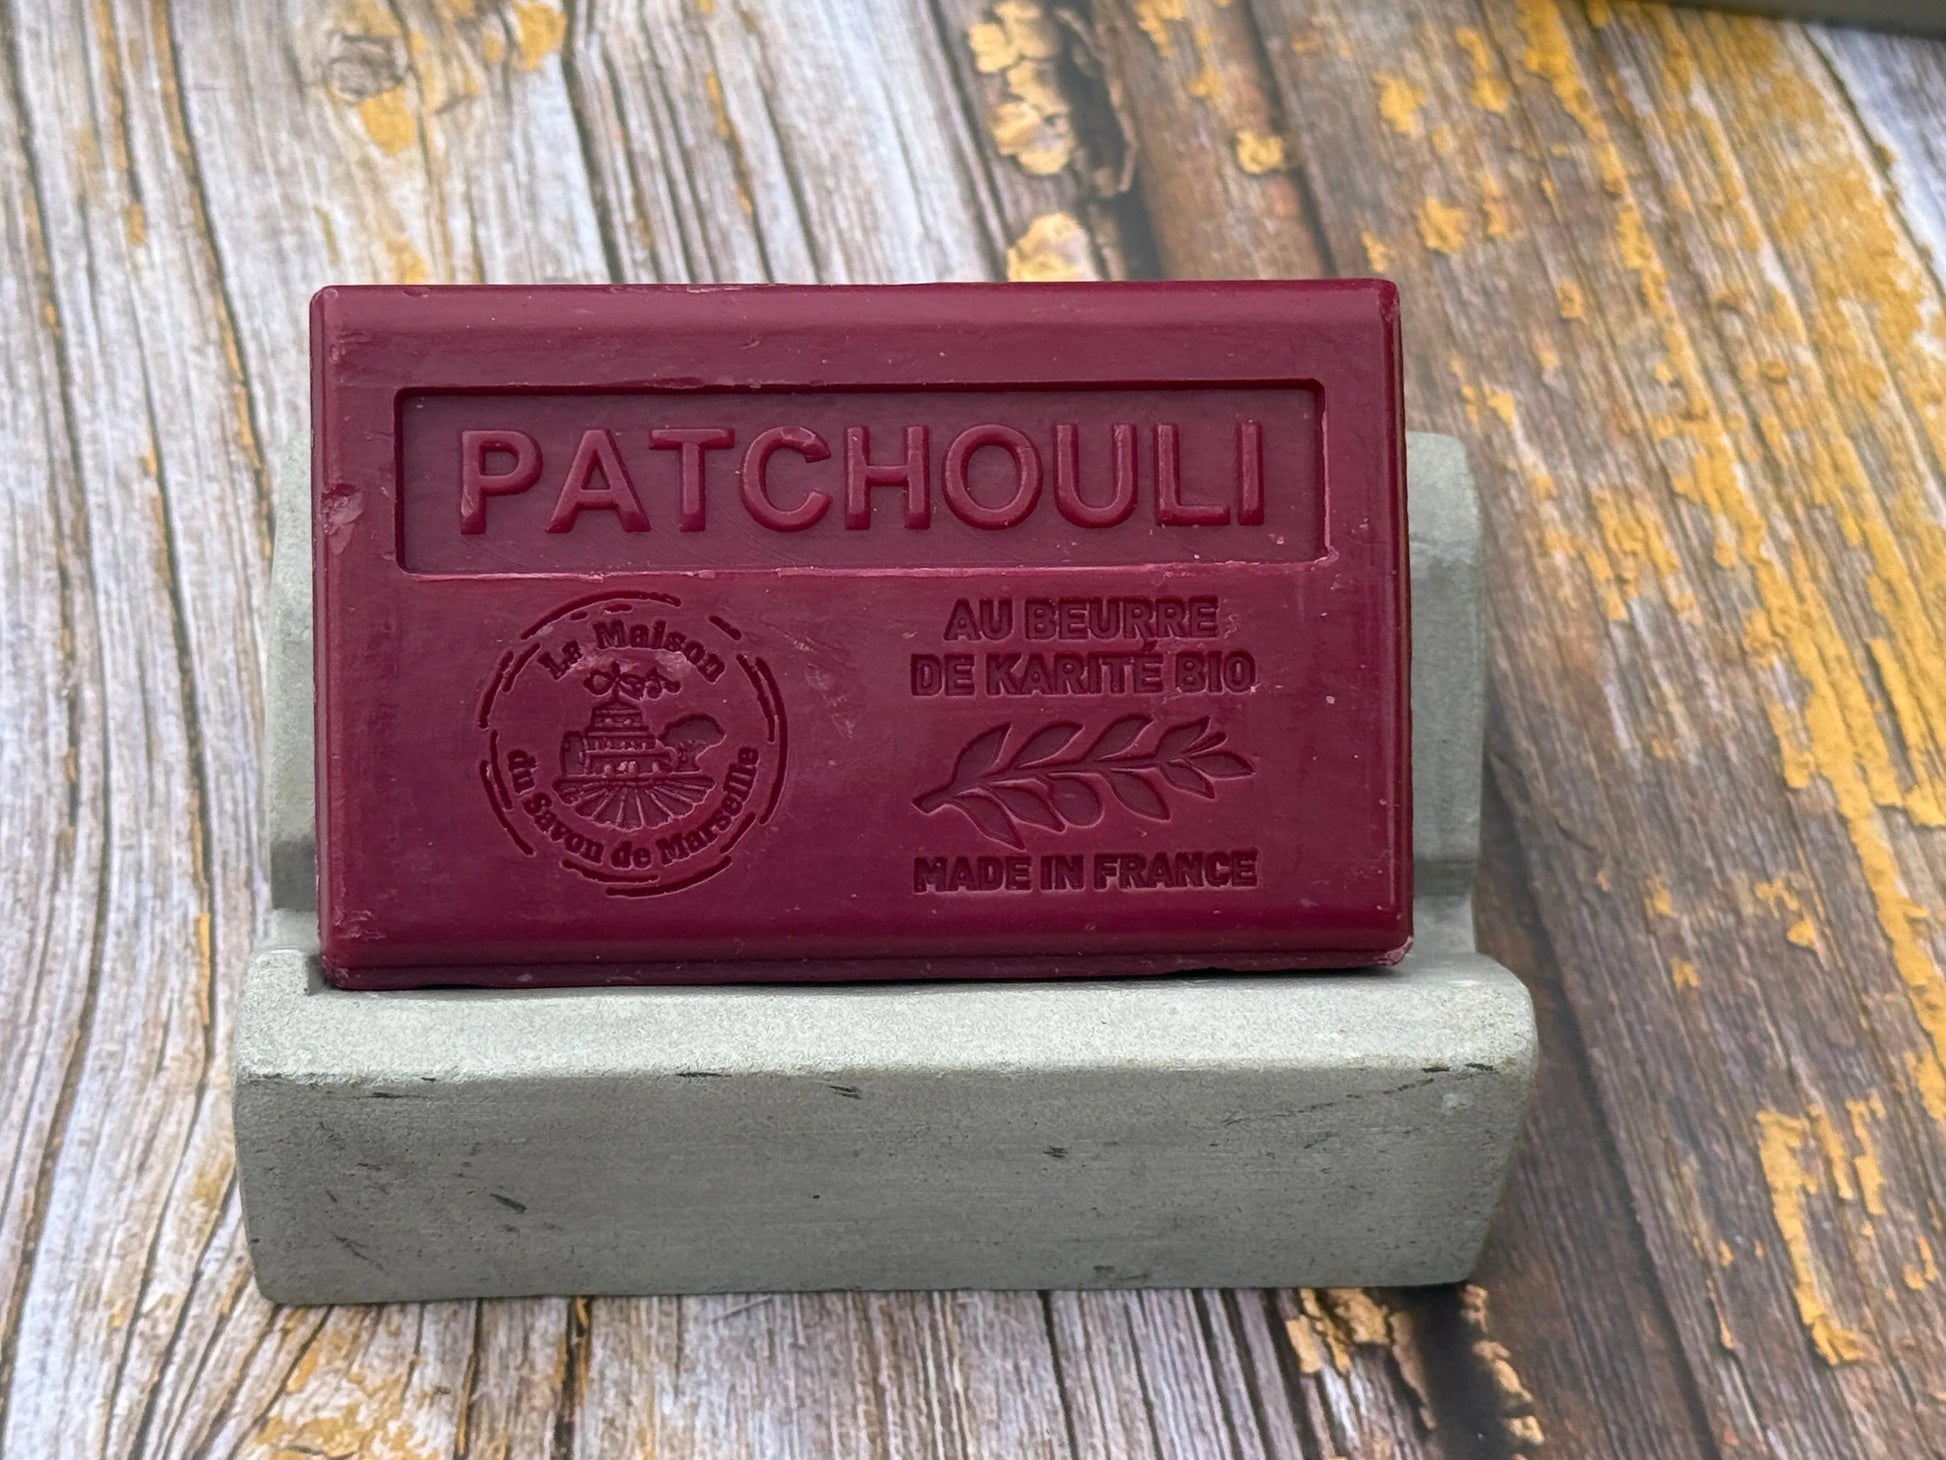 PATCHOULI
La Maison
du Savon de Marseille
AU BEURRE
DE KARITÉ BIO
MADE IN FRANCE